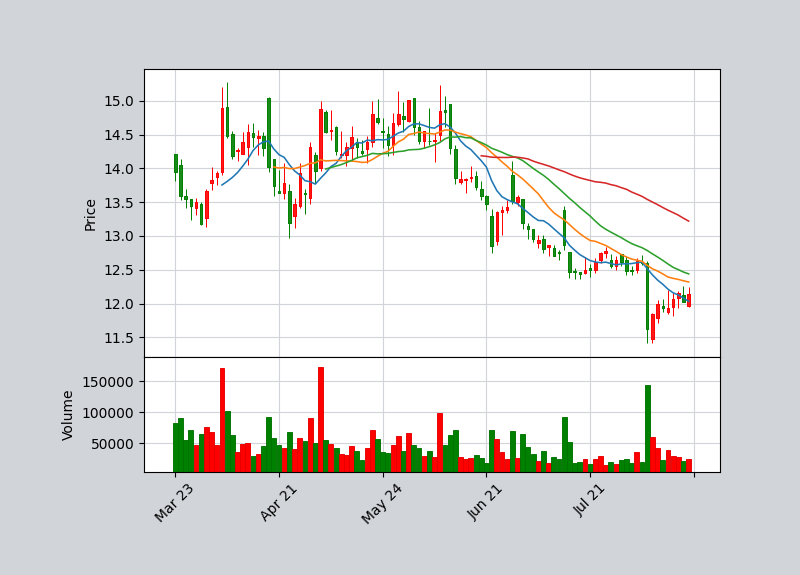 15.0
14.5
14.0
13.5
13.0
12.5
12.0
11.5
Price
150000
100000
50000
Volume
Mar 23
Apr 21
May 24
Jun 21
Jul 21